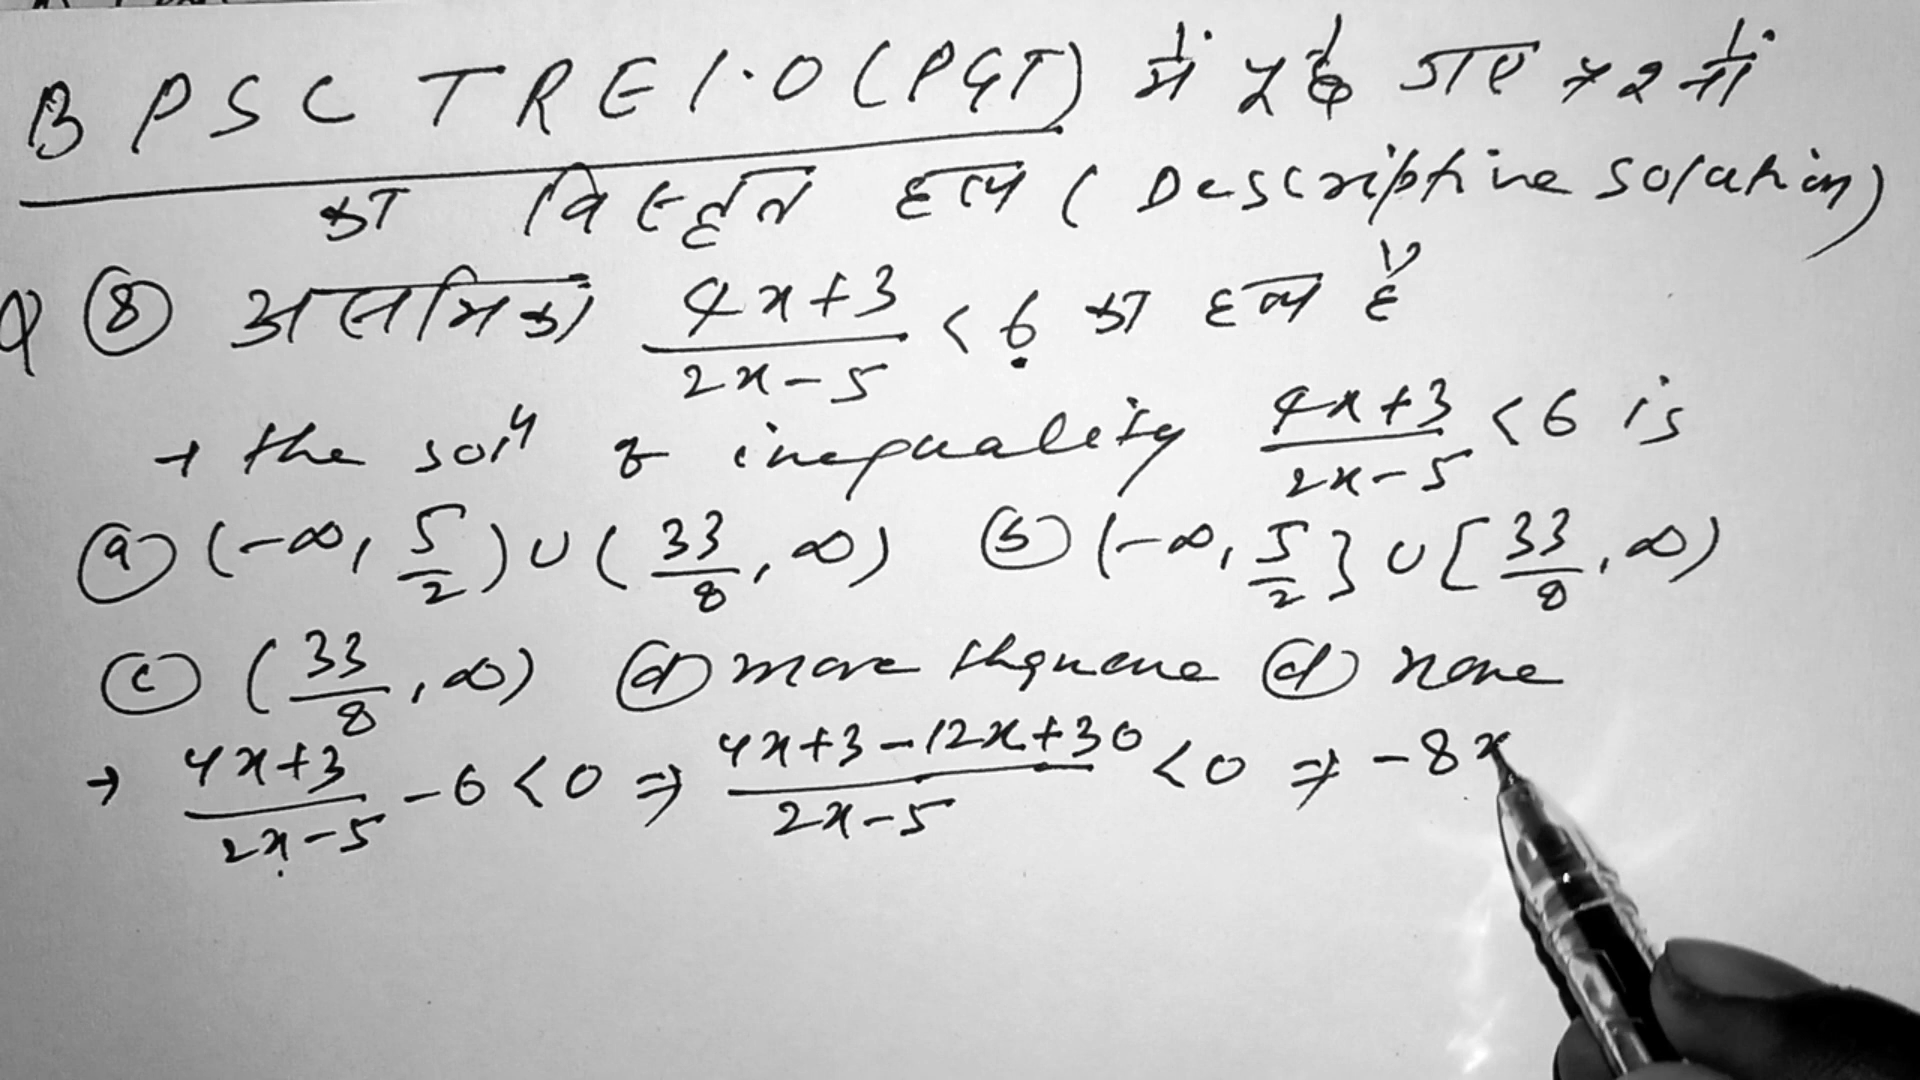 BPSC TRE 1.0 (PGT) में पूछे गए प्रश्नों
का विस्तृत हल ( Descriptive solution)
Q ⑧ असमिका (4x+3)/(2x-5) < 6 का हल है
→ the solⁿ of inequality (4x+3)/(2x-5) < 6 is
ⓐ (-∞, 5/2) ∪ (33/8, ∞) ⓑ (-∞, 5/2] ∪ [33/8, ∞)
ⓒ (33/8, ∞) ⓓ more than one ⓓ none
→ (4x+3)/(2x-5) - 6 < 0 ⇒ (4x+3-12x+30)/(2x-5) < 0 ⇒ -8x